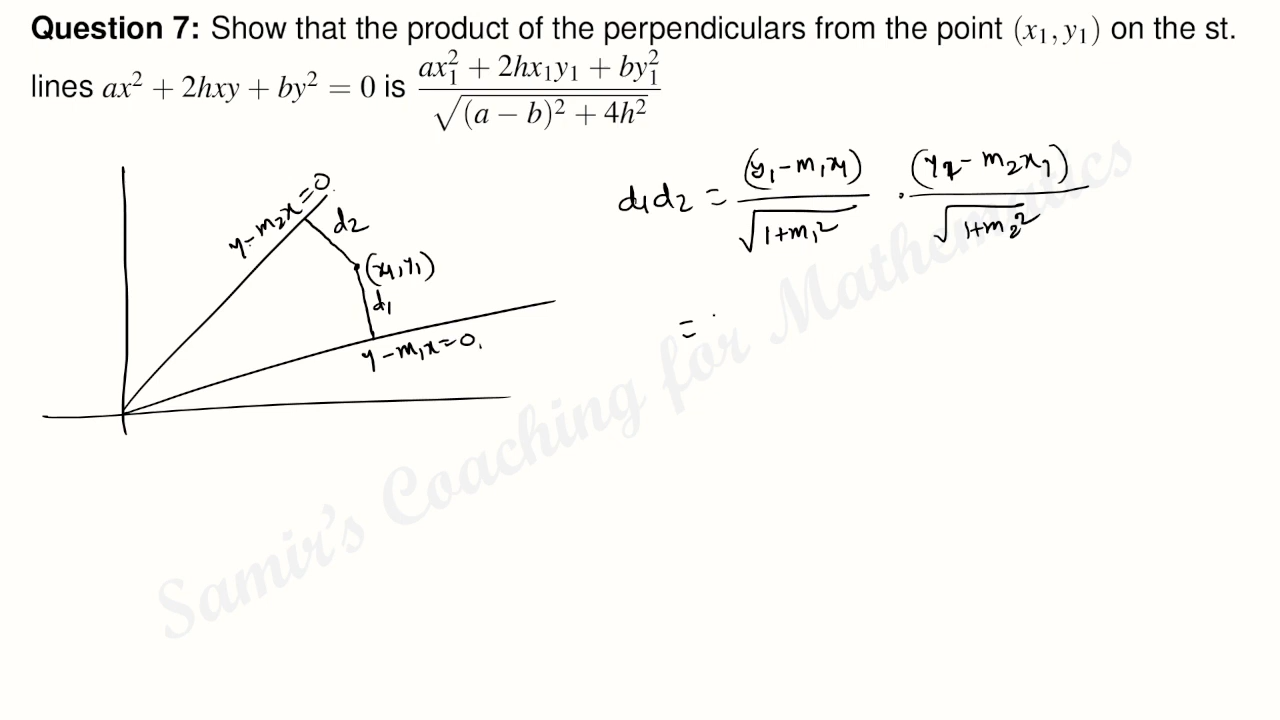 Question 7: Show that the product of the perpendiculars from the point (x₁, y₁) on the st.
lines ax² + 2hxy + by² = 0 is (ax₁² + 2hx₁y₁ + by₁²) / √((a − b)² + 4h²)
y-m₂x=0
d₂
(x₁,y₁)
d₁
y-m₁x=0.
d₁d₂ = (y₁-m₁x₁)/√(1+m₁²) . (y₁-m₂x₁)/√(1+m₂²)
=
Samir's Coaching for Mathematics